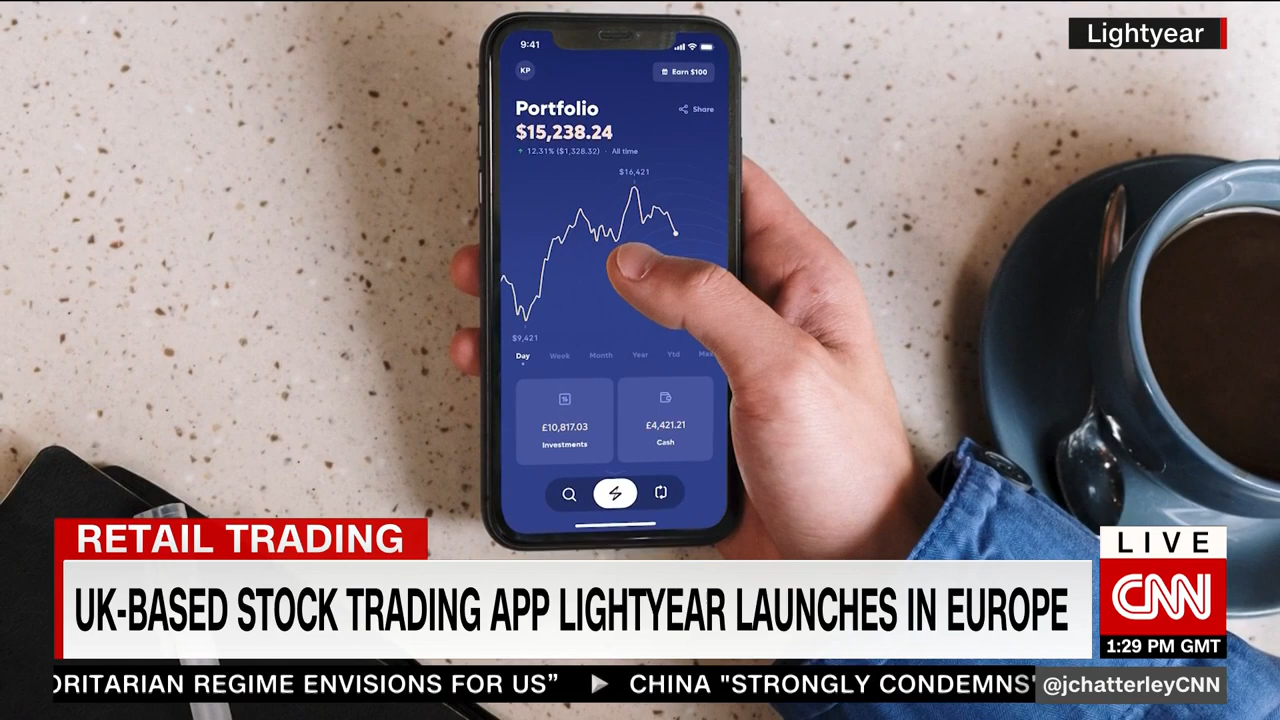 Lightyear
9:41
KP
Earn $100
Portfolio
Share
$15,238.24
12.31% ($1,328.32) · All time
$16,421
$9,421
Day Week Month Year Ytd Max
£10,817.03
Investments
£4,421.21
Cash
RETAIL TRADING
UK-BASED STOCK TRADING APP LIGHTYEAR LAUNCHES IN EUROPE
LIVE
CNN
1:29 PM GMT
ORITARIAN REGIME ENVISIONS FOR US” ▶ CHINA "STRONGLY CONDEMNS"
@jchatterleyCNN